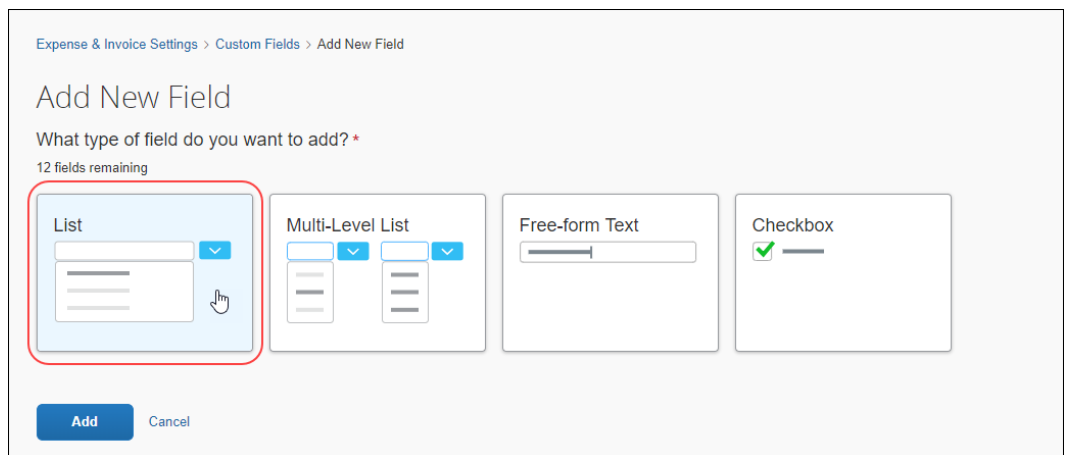 Expense & Invoice Settings > Custom Fields > Add New Field
Add New Field
What type of field do you want to add? *
12 fields remaining
List
Multi-Level List
Free-form Text
Checkbox
Add
Cancel